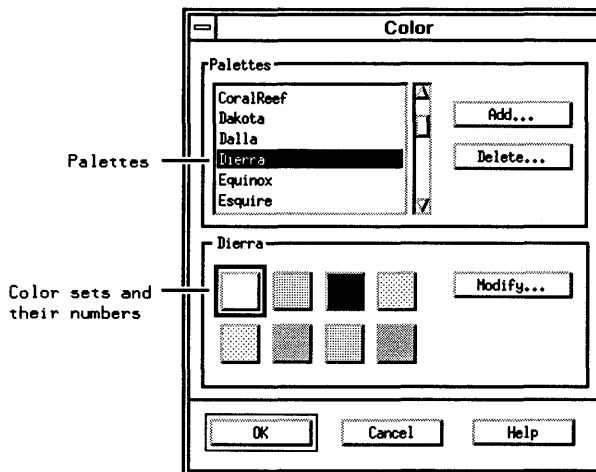 Color
Palettes
CoralReef
Dakota
Dalla
Dierra
Equinox
Esquire
Add...
Delete...
Palettes
Dierra
Modify...
Color sets and
their numbers
OK
Cancel
Help